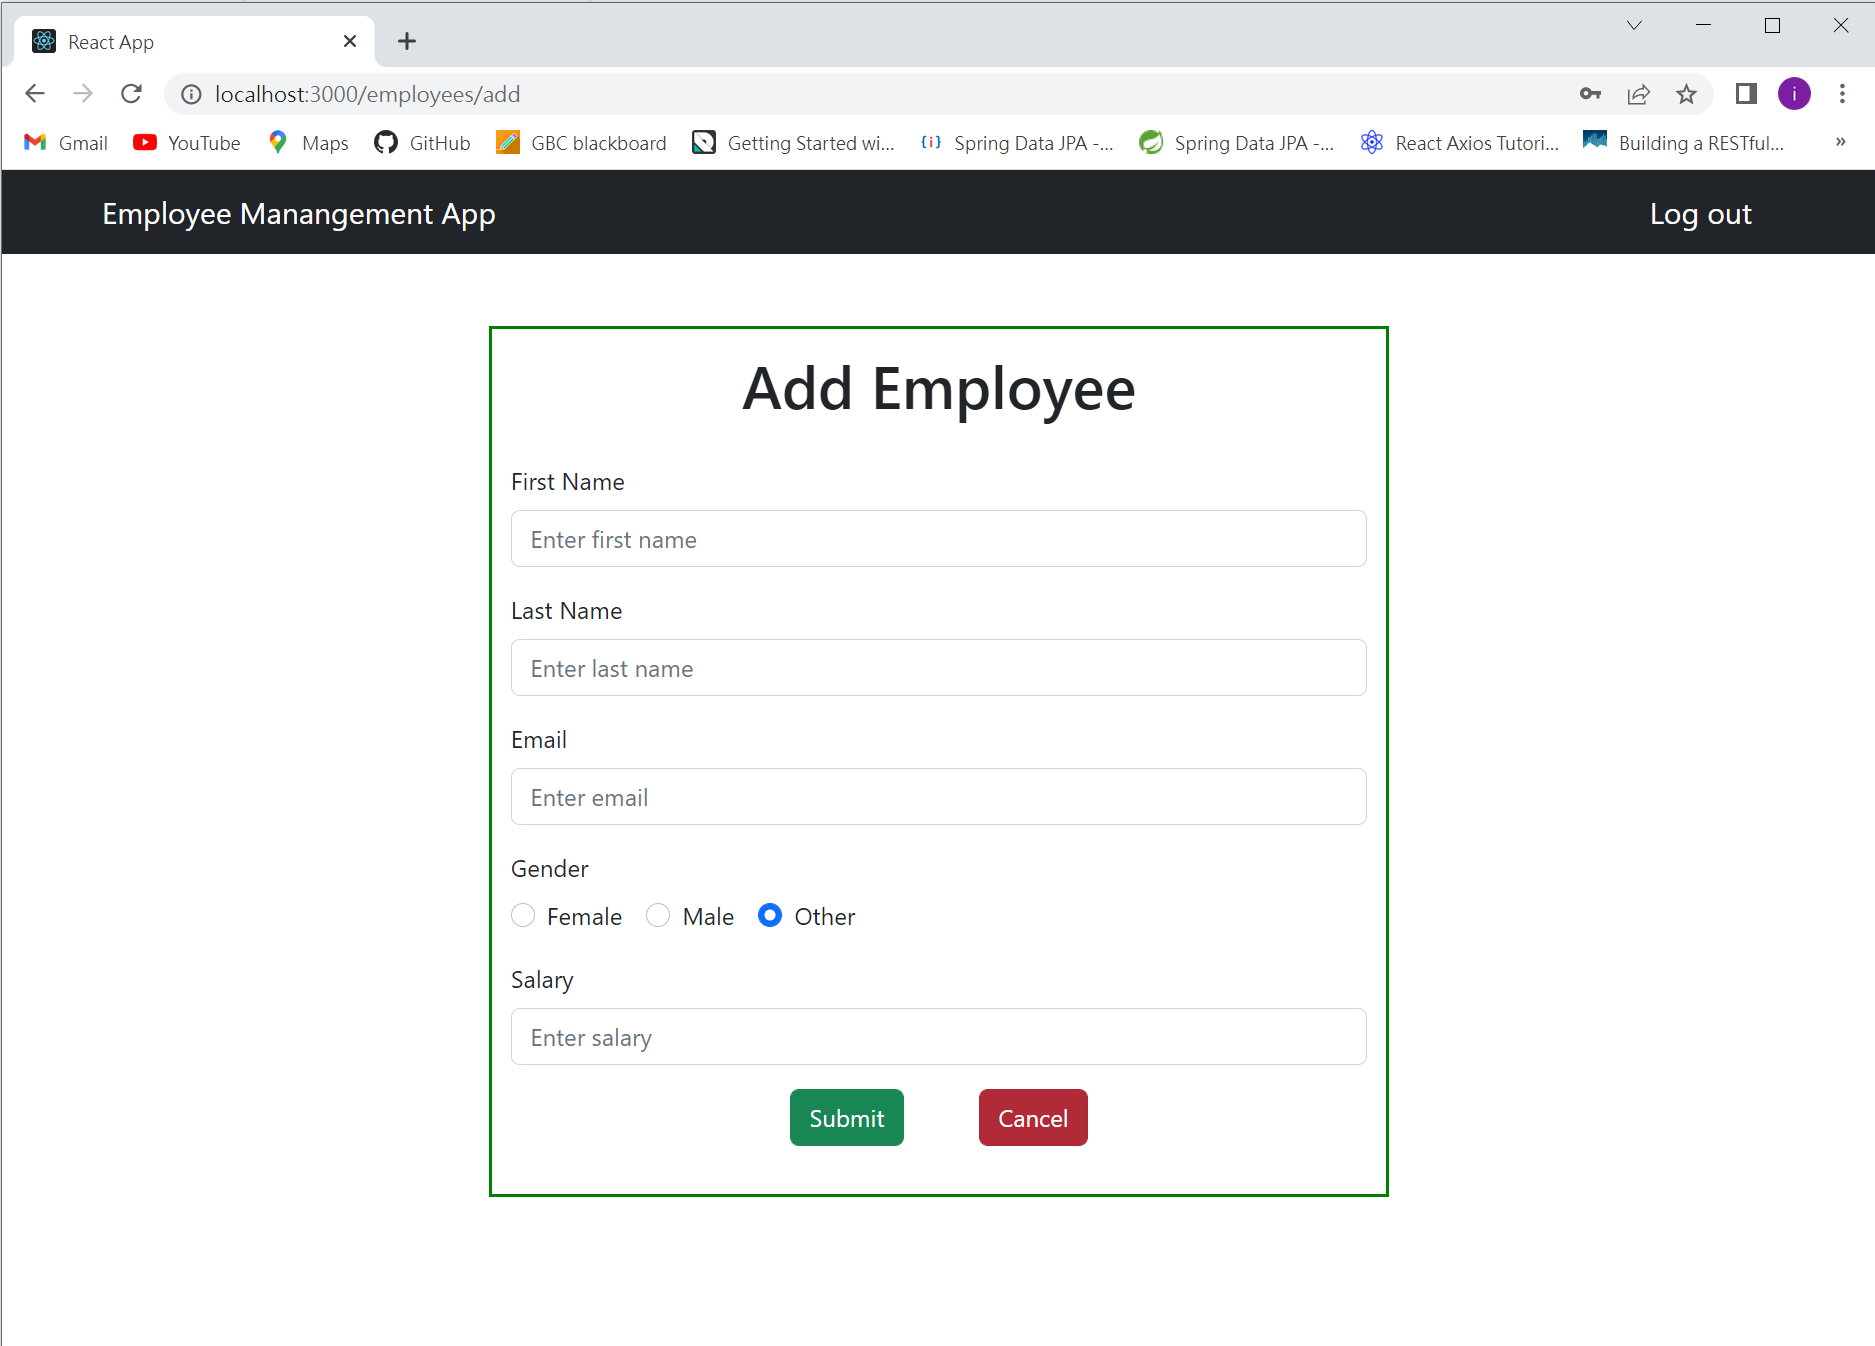 React App
localhost:3000/employees/add
i
Gmail YouTube Maps GitHub GBC blackboard Getting Started wi... Spring Data JPA -... Spring Data JPA -... React Axios Tutori... Building a RESTful... »
Employee Manangement App Log out
Add Employee
First Name
Enter first name
Last Name
Enter last name
Email
Enter email
Gender
Female Male Other
Salary
Enter salary
Submit Cancel